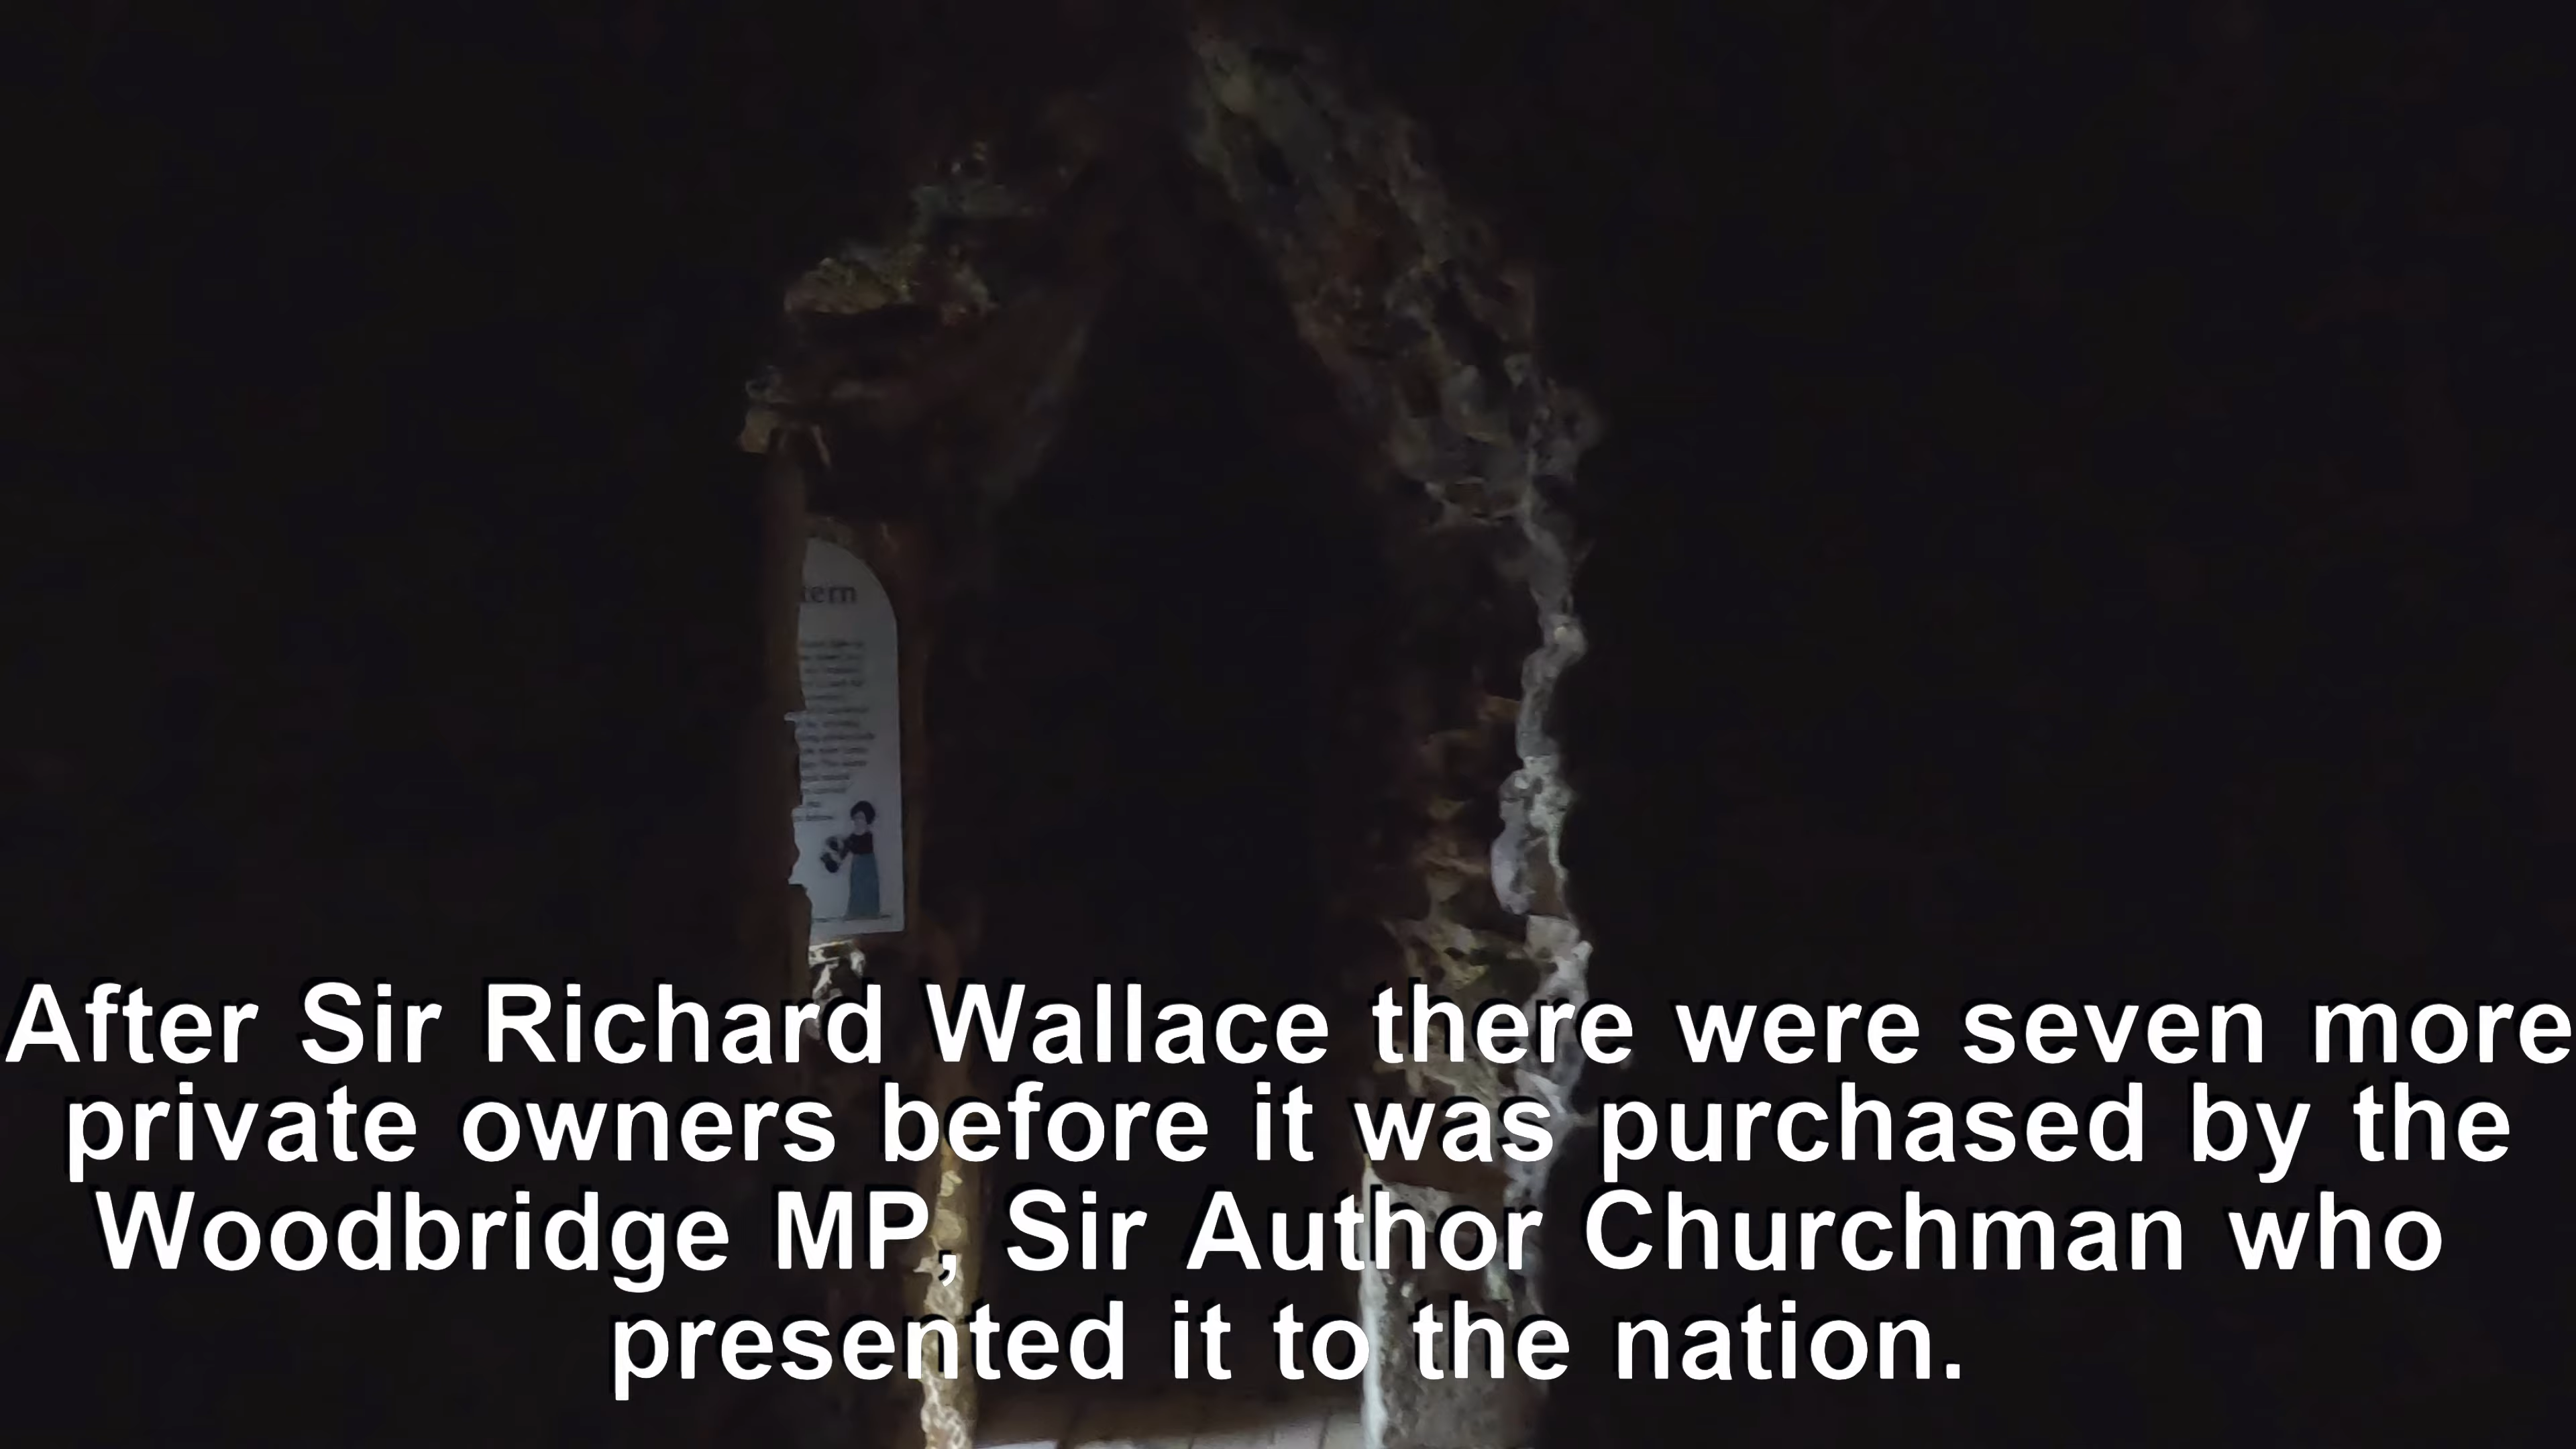 tern
After Sir Richard Wallace there were seven more
private owners before it was purchased by the
Woodbridge MP, Sir Author Churchman who
presented it to the nation.